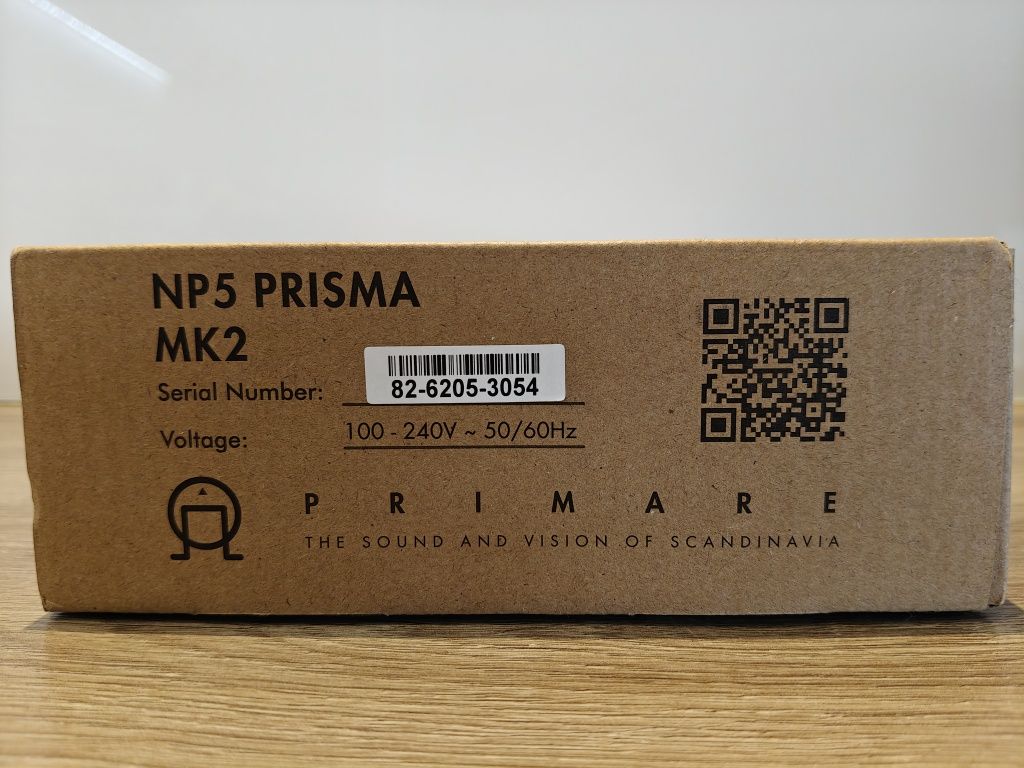 NP5 PRISMA
MK2
Serial Number: 82-6205-3054
Voltage: 100 - 240V ~ 50/60Hz
PRIMARE
THE SOUND AND VISION OF SCANDINAVIA